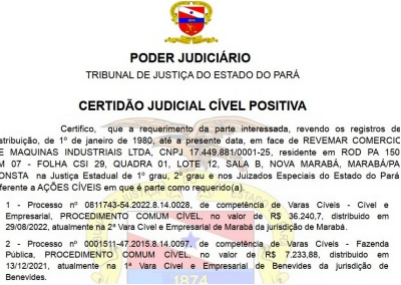 PODER JUDICIÁRIO
TRIBUNAL DE JUSTIÇA DO ESTADO DO PARÁ
CERTIDÃO JUDICIAL CÍVEL POSITIVA
Certifico, que a requerimento da parte interessada, revendo os registros de
istribuição, de 1º de janeiro de 1980, até a presente data, em face de REVEMAR COMERCIO
E MAQUINAS INDUSTRIAIS LTDA, CNPJ 17.449.881/0001-25, residente em ROD PA 150
M 07 - FOLHA CSI 29, QUADRA 01, LOTE 12, SALA B, NOVA MARABÁ, MARABÁ/PA
ONSTA na Justiça Estadual de 1º grau, 2º grau e nos Juizados Especiais do Estado do Pará
eferente a AÇÕES CÍVEIS em que é parte como requerido(a).
1 - Processo nº 0811743-54.2022.8.14.0028, de competência de Varas Cíveis - Cível e
Empresarial, PROCEDIMENTO COMUM CÍVEL, no valor de R$ 36.240,7, distribuído em
29/08/2022, atualmente na 2ª Vara Cível e Empresarial de Marabá da jurisdição de Marabá.
2 - Processo nº 0001511-47.2015.8.14.0097, de competência de Varas Cíveis - Fazenda
Pública, PROCEDIMENTO COMUM CÍVEL, no valor de R$ 7.233,88, distribuído em
13/12/2021, atualmente na 1ª Vara Cível e Empresarial de Benevides da jurisdição de
Benevides.
1874